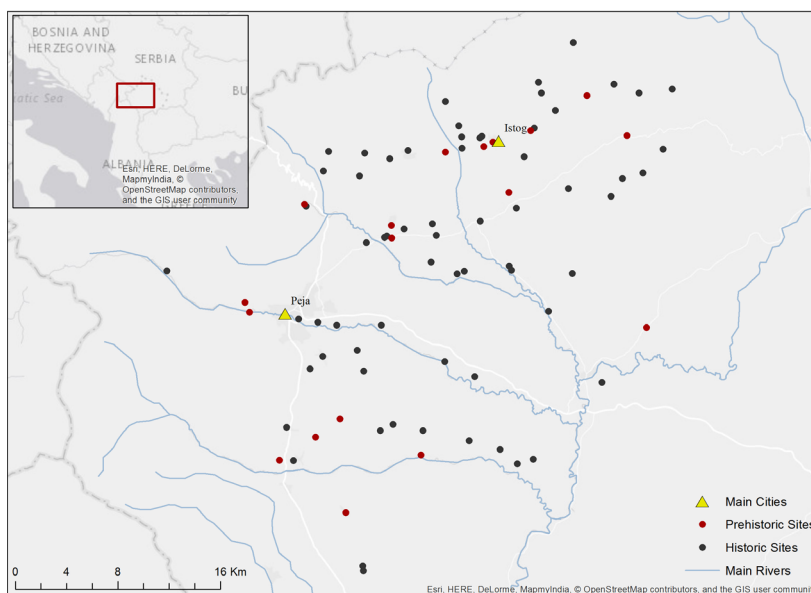 BOSNIA AND
HERZEGOVINA
SERBIA
BU
atic Sea
ALBANIA
Esri, HERE, DeLorme,
MapmyIndia, ©
OpenStreetMap contributors,
and the GIS user community
Istog
Peja
Main Cities
Prehistoric Sites
Historic Sites
Main Rivers
0 4 8 16 Km
Esri, HERE, DeLorme, MapmyIndia, © OpenStreetMap contributors, and the GIS user community